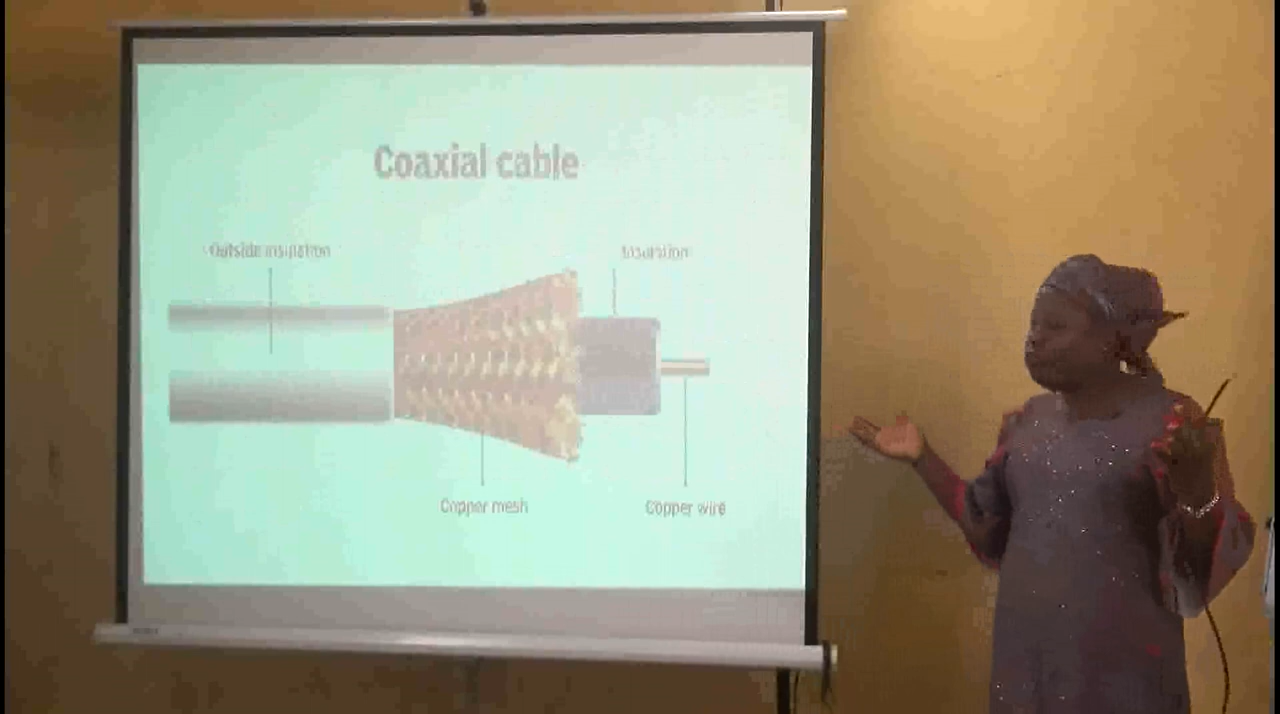 Coaxial cable
Outside insulation
Insulation
Copper mesh
Copper wire